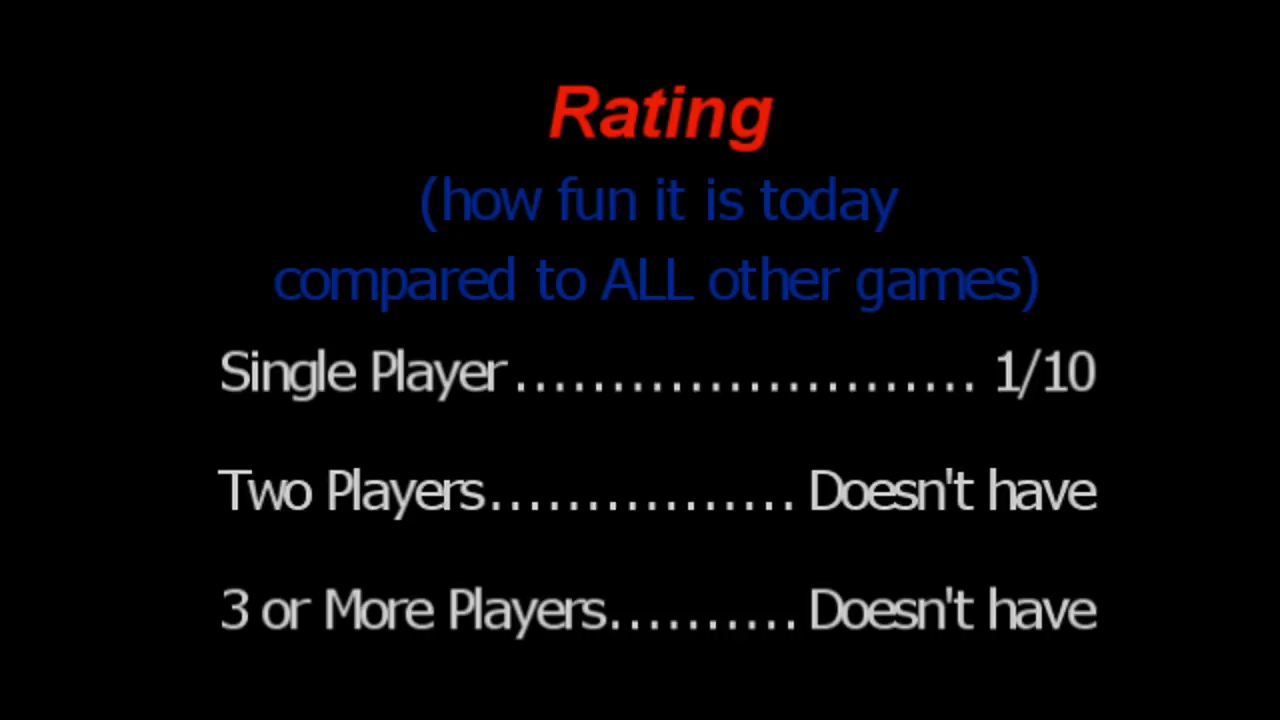 Rating
(how fun it is today
compared to ALL other games)
Single Player........................ 1/10
Two Players................ Doesn't have
3 or More Players.......... Doesn't have